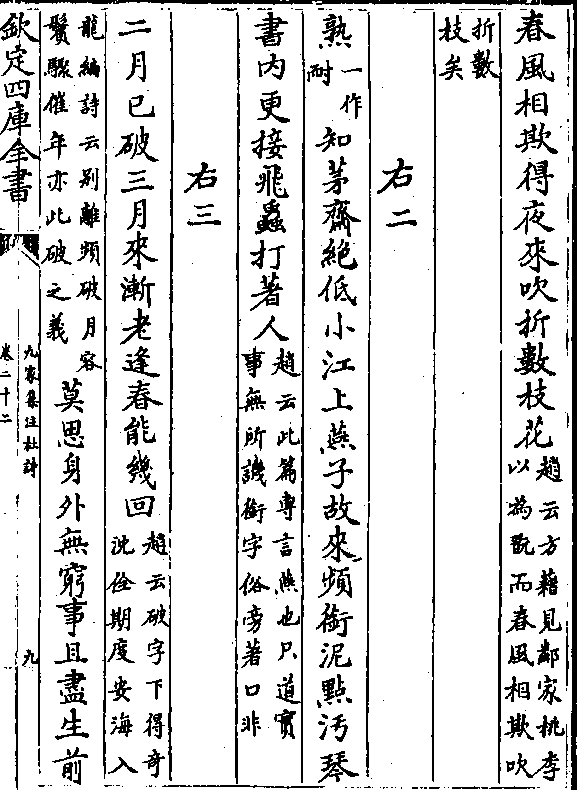 春風相欺得夜來吹折數枝花趙云方藉見鄰家桃李
以為翫而春風相欺吹
折數
枝矣
右二
熟一作
耐知茅齋絶低小江上燕子故來頻銜泥點汚琴
書内更接飛蟲打著人趙云此篇專言燕也只道實
事無所譏銜字俗旁著口非
右三
二月已破三月來漸老逢春能幾回趙云破字下得奇
沈佺期度安海入
龍編詩云别離頻破月容
鬢驟催年亦此破之義莫思身外無窮事且盡生前
欽定四庫全書
九家集注杜詩
卷二十二
九